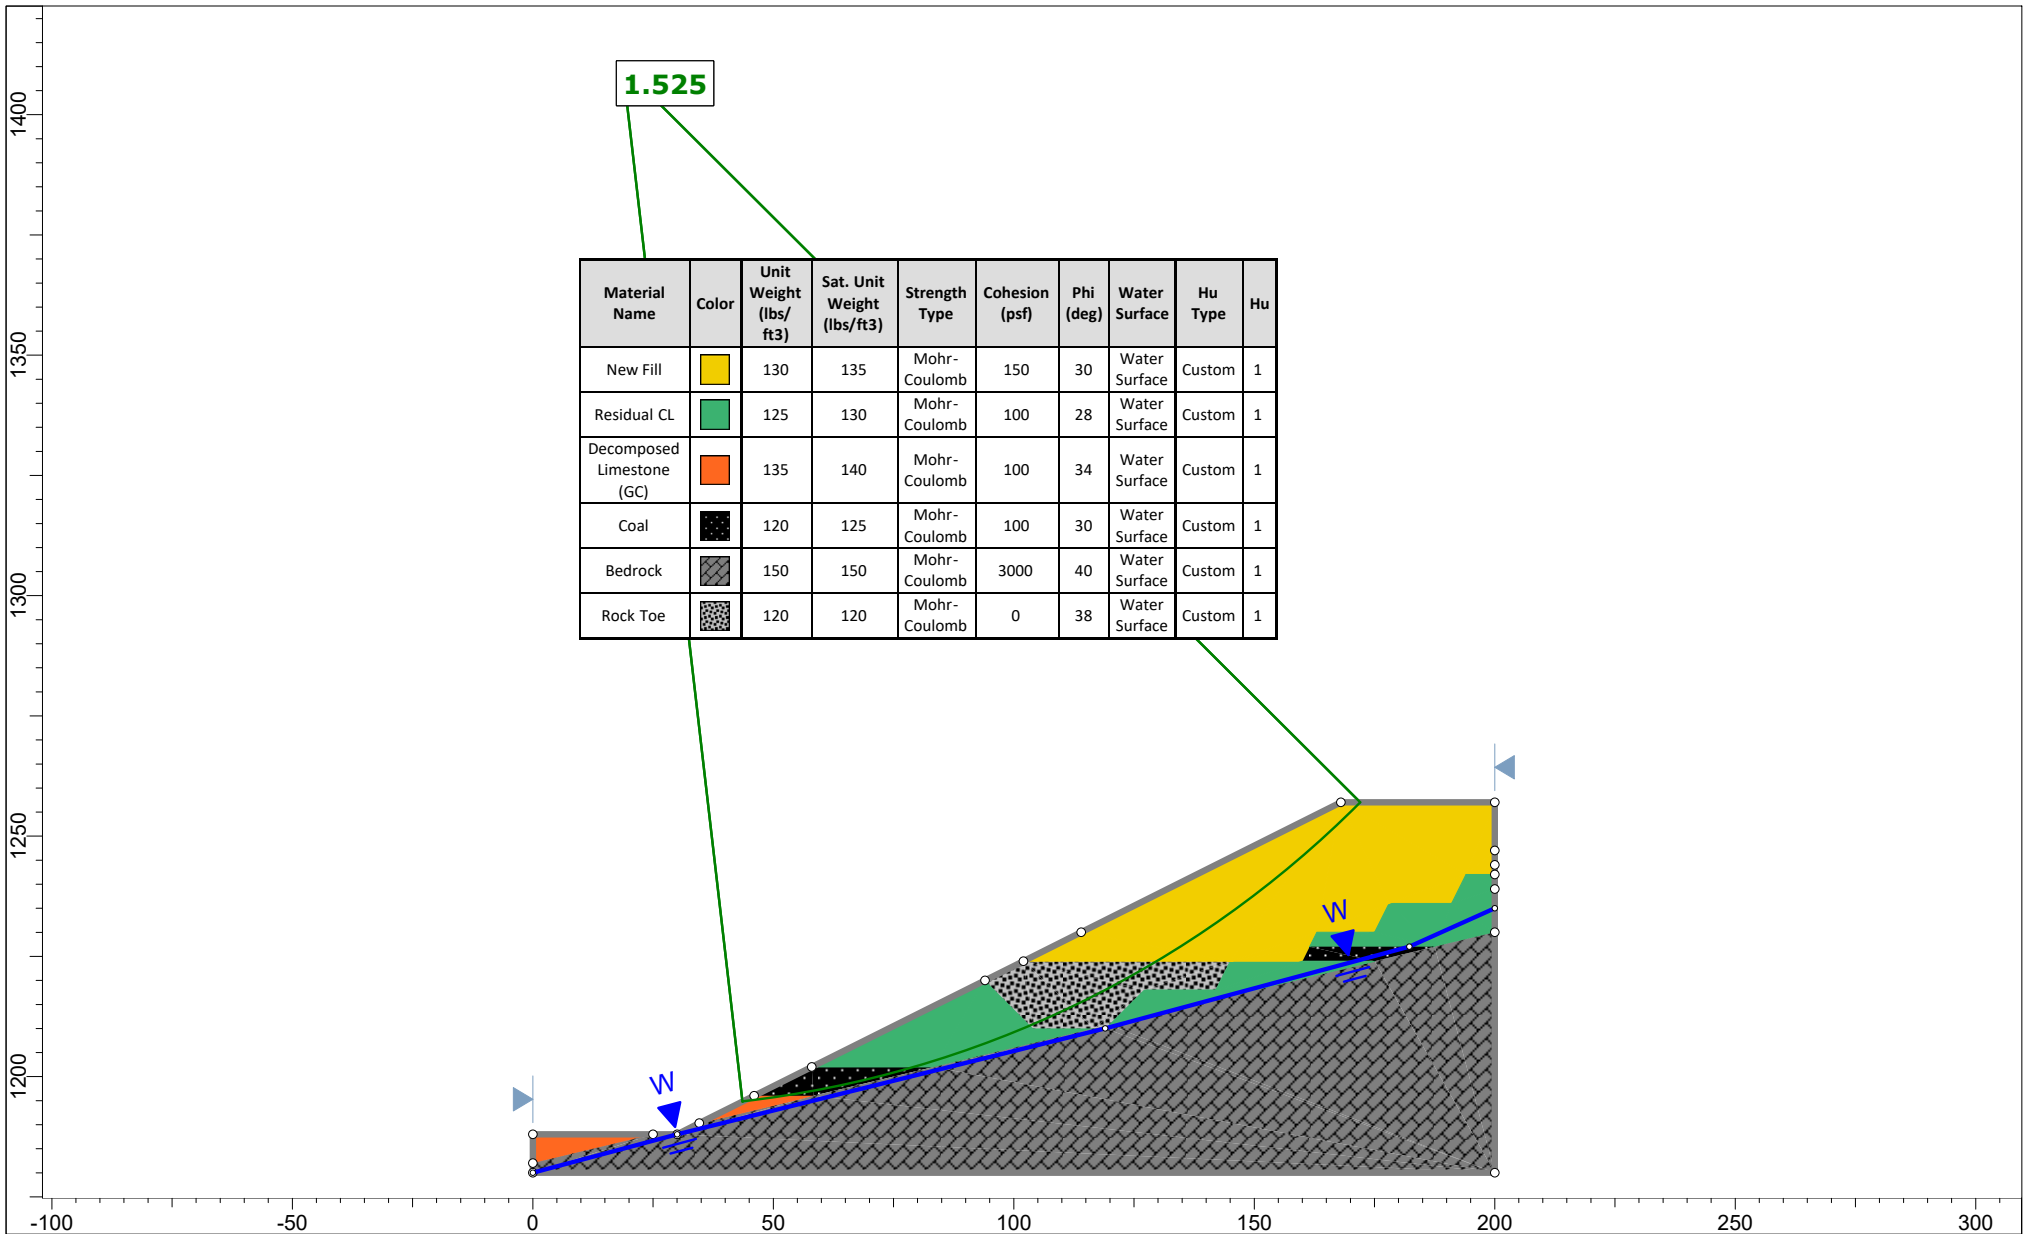 1.525
Material Name Color Unit Weight (lbs/ ft3) Sat. Unit Weight (lbs/ft3) Strength Type Cohesion (psf) Phi (deg) Water Surface Hu Type Hu
New Fill 130 135 Mohr-Coulomb 150 30 Water Surface Custom 1
Residual CL 125 130 Mohr-Coulomb 100 28 Water Surface Custom 1
Decomposed Limestone (GC) 135 140 Mohr-Coulomb 100 34 Water Surface Custom 1
Coal 120 125 Mohr-Coulomb 100 30 Water Surface Custom 1
Bedrock 150 150 Mohr-Coulomb 3000 40 Water Surface Custom 1
Rock Toe 120 120 Mohr-Coulomb 0 38 Water Surface Custom 1
1400
1350
1300
1250
1200
W
W
-100 -50 0 50 100 150 200 250 300